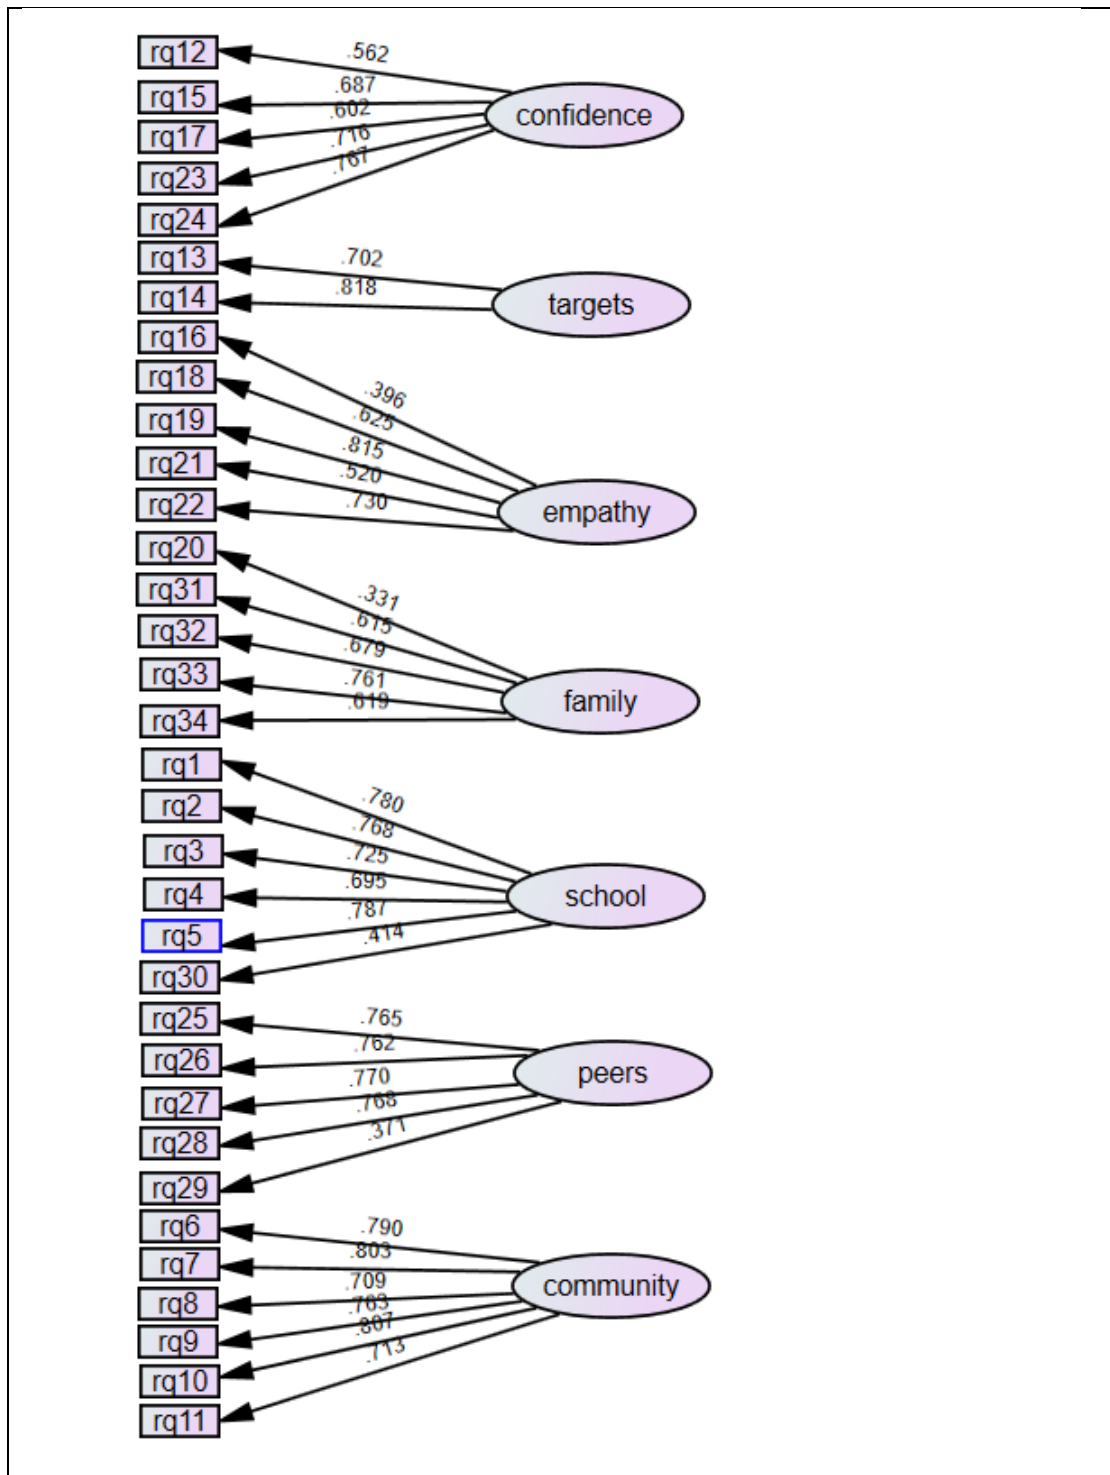 rq12
.562
rq15
.687
confidence
.602
rq17
.716
rq23
.767
rq24
rq13
.702
rq14
.818
targets
rq16
rq18
.396
rq19
.625
.815
rq21
.520
rq22
.730
empathy
rq20
rq31
.331
.615
rq32
.679
rq33
.761
.619
family
rq34
rq1
.780
rq2
.768
rq3
.725
rq4
.695
school
.787
rq5
.414
rq30
rq25
.765
rq26
.762
peers
.770
rq27
.768
rq28
.371
rq29
rq6
.790
rq7
.803
.709
community
rq8
.763
rq9
.807
.713
rq10
rq11